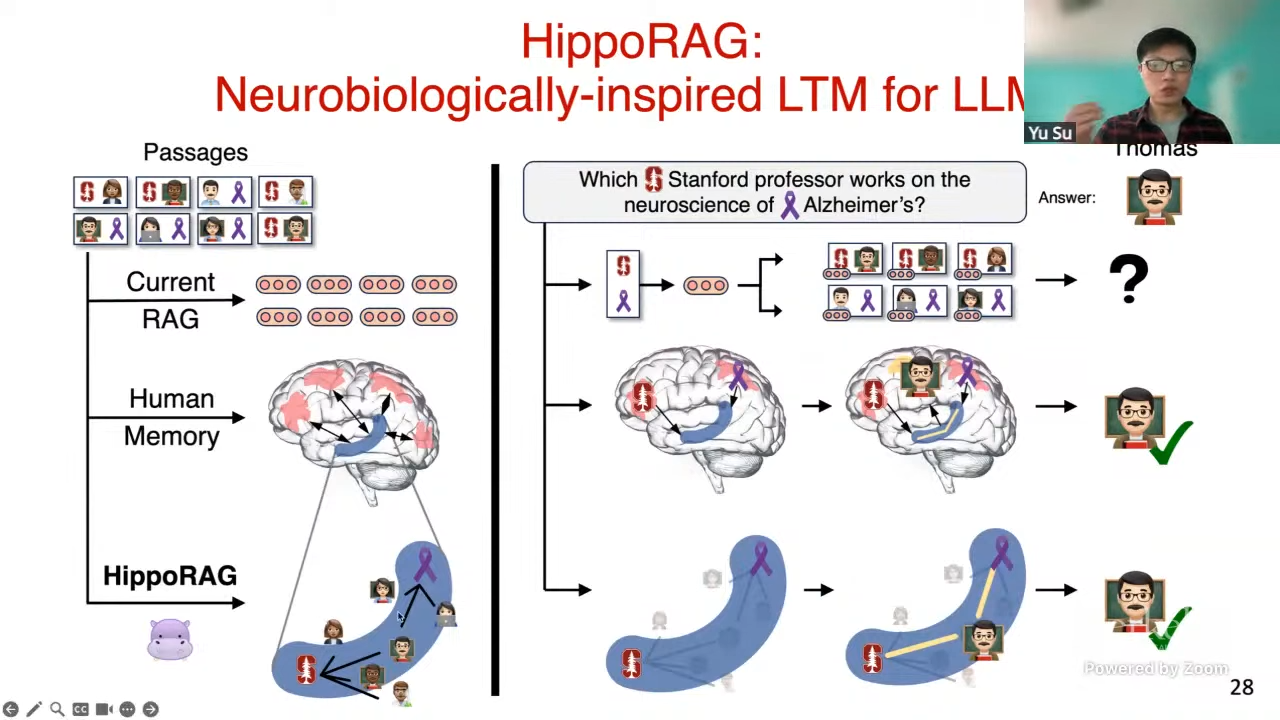 HippoRAG:
Neurobiologically-inspired LTM for LLM
Yu Su
Passages
Current
RAG
Human
Memory
HippoRAG
Which Stanford professor works on the
neuroscience of Alzheimer's?
Answer:
Thomas
?
Powered by Zoom
28
CC